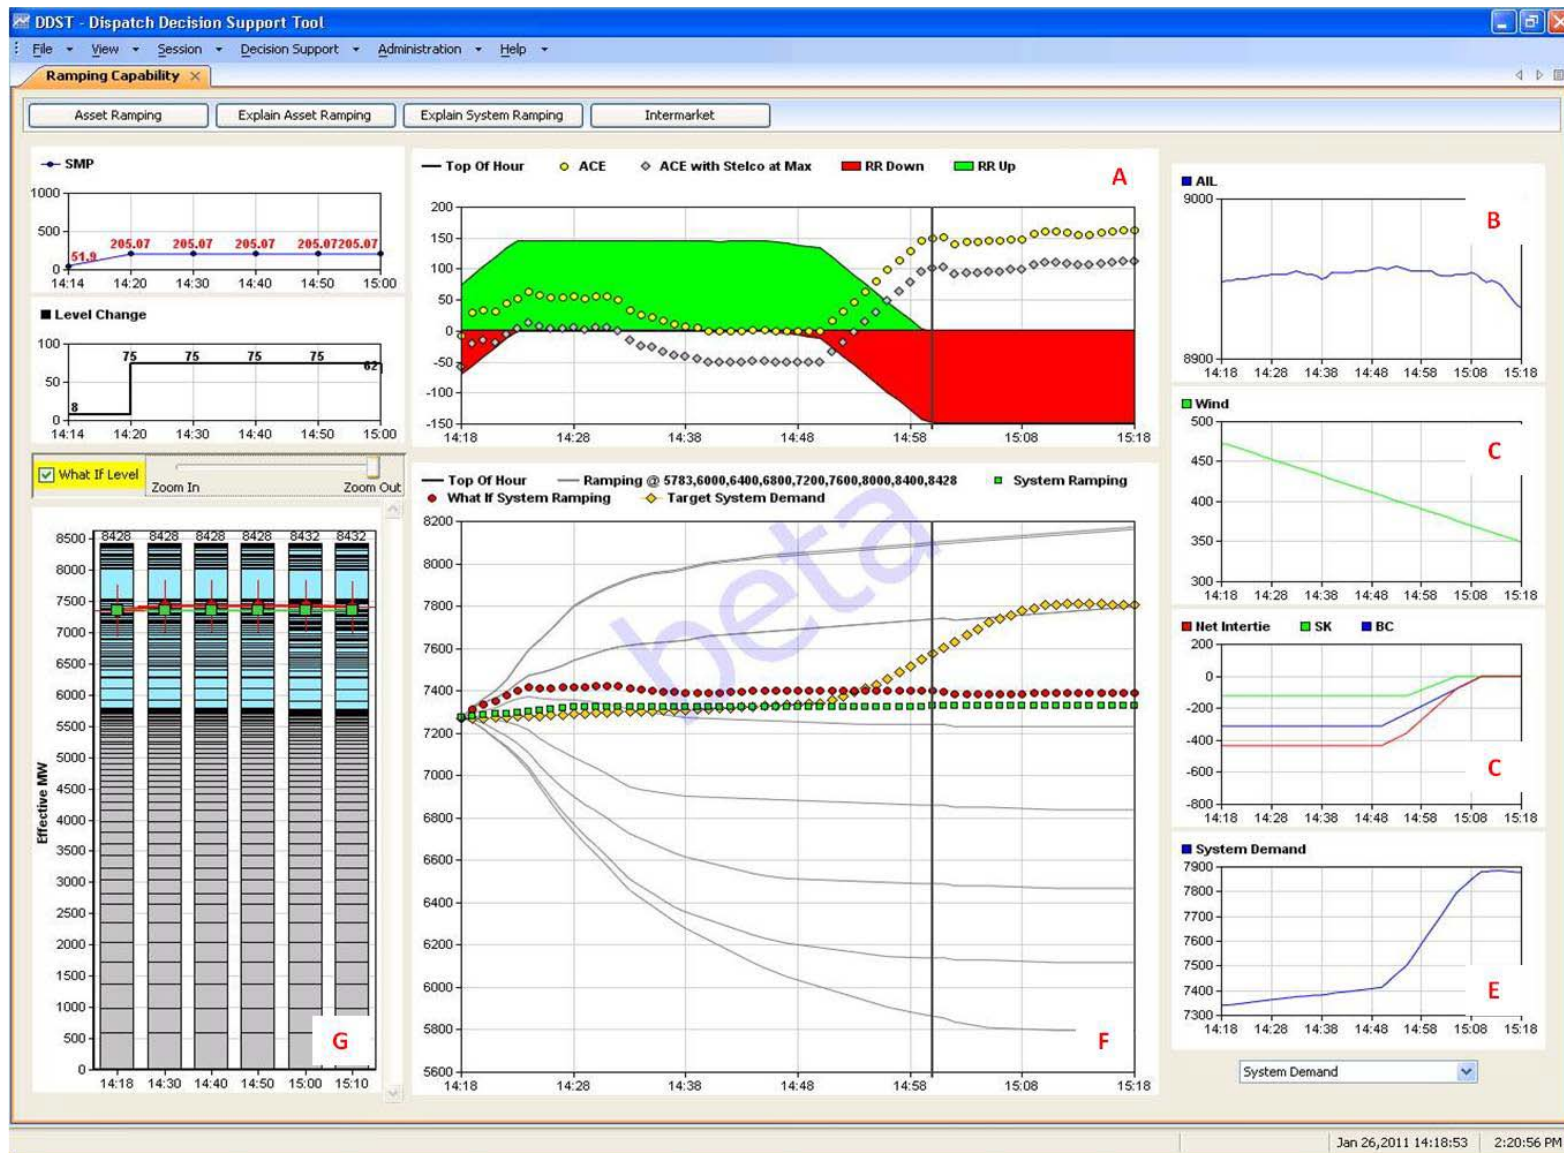 DDST - Dispatch Decision Support Tool
File View Session Decision Support Administration Help
Ramping Capability
Asset Ramping Explain Asset Ramping Explain System Ramping Intermarket
SMP
1000
500
0
51.9 205.07 205.07 205.07 205.07 205.07
14:14 14:20 14:30 14:40 14:50 15:00
Level Change
100
50
0
8 75 75 75 75 62
14:14 14:20 14:30 14:40 14:50 15:00
What If Level
Zoom In Zoom Out
8500
8000
7500
7000
6500
6000
5500
5000
4500
4000
3500
3000
2500
2000
1500
1000
500
0
Effective MW
8428 8428 8428 8428 8432 8432
G
14:18 14:30 14:40 14:50 15:00 15:10
Top Of Hour ACE ACE with Stelco at Max RR Down RR Up
A
200
150
100
50
0
-50
-100
-150
14:18 14:28 14:38 14:48 14:58 15:08 15:18
Top Of Hour Ramping @ 5783,6000,6400,6800,7200,7600,8000,8400,8428 System Ramping
What If System Ramping Target System Demand
8200
8000
7800
7600
7400
7200
7000
6800
6600
6400
6200
6000
5800
5600
beta
F
14:18 14:28 14:38 14:48 14:58 15:08 15:18
AIL
9000
B
8900
14:18 14:28 14:38 14:48 14:58 15:08 15:18
Wind
500
450
400
350
300
C
14:18 14:28 14:38 14:48 14:58 15:08 15:18
Net Intertie SK BC
200
0
-200
-400
-600
-800
C
14:18 14:28 14:38 14:48 14:58 15:08 15:18
System Demand
7900
7800
7700
7600
7500
7400
7300
E
14:18 14:28 14:38 14:48 14:58 15:08 15:18
System Demand
Jan 26,2011 14:18:53 2:20:56 PM